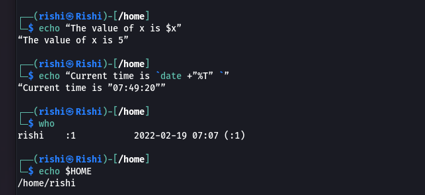 ┌──(rishi㉿Rishi)-[/home]
└─$ echo “The value of x is $x”
“The value of x is 5”
┌──(rishi㉿Rishi)-[/home]
└─$ echo “Current time is `date +”%T” `”
“Current time is ”07:49:20””
┌──(rishi㉿Rishi)-[/home]
└─$ who
rishi    :1           2022-02-19 07:07 (:1)
┌──(rishi㉿Rishi)-[/home]
└─$ echo $HOME
/home/rishi